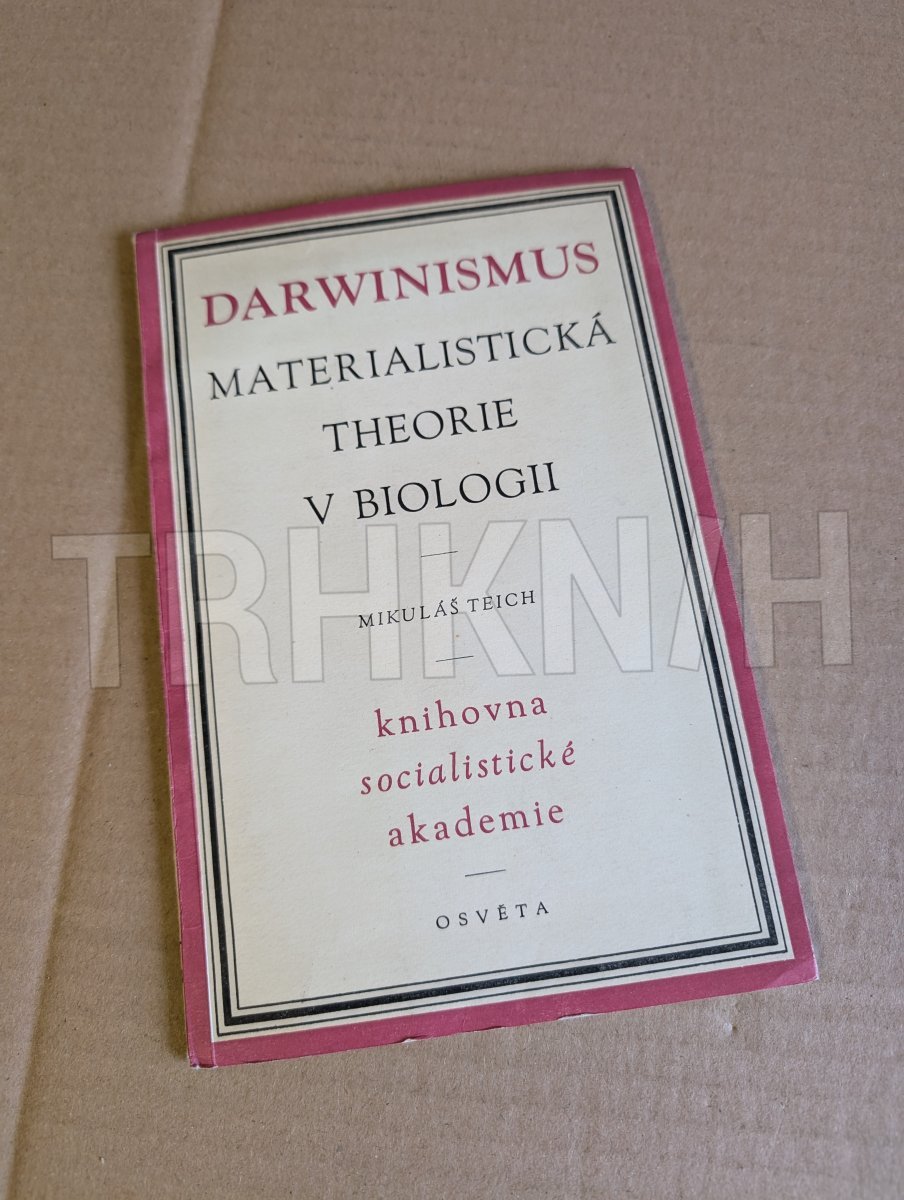 DARWINISMUS
MATERIALISTICKÁ
THEORIE
V BIOLOGII
MIKULÁŠ TEICH
knihovna
socialistické
akademie
OSVĚTA
TRHKNIH